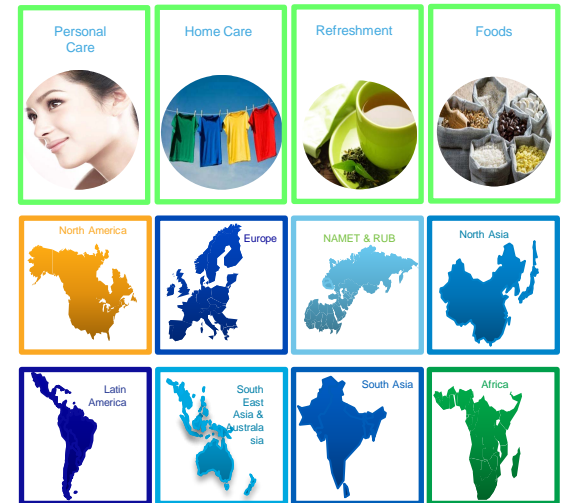 Personal
Care
Home Care
Refreshment
Foods
North America
Europe
NAMET & RUB
North Asia
Latin
America
South
East
Asia &
Australa
sia
South Asia
Africa